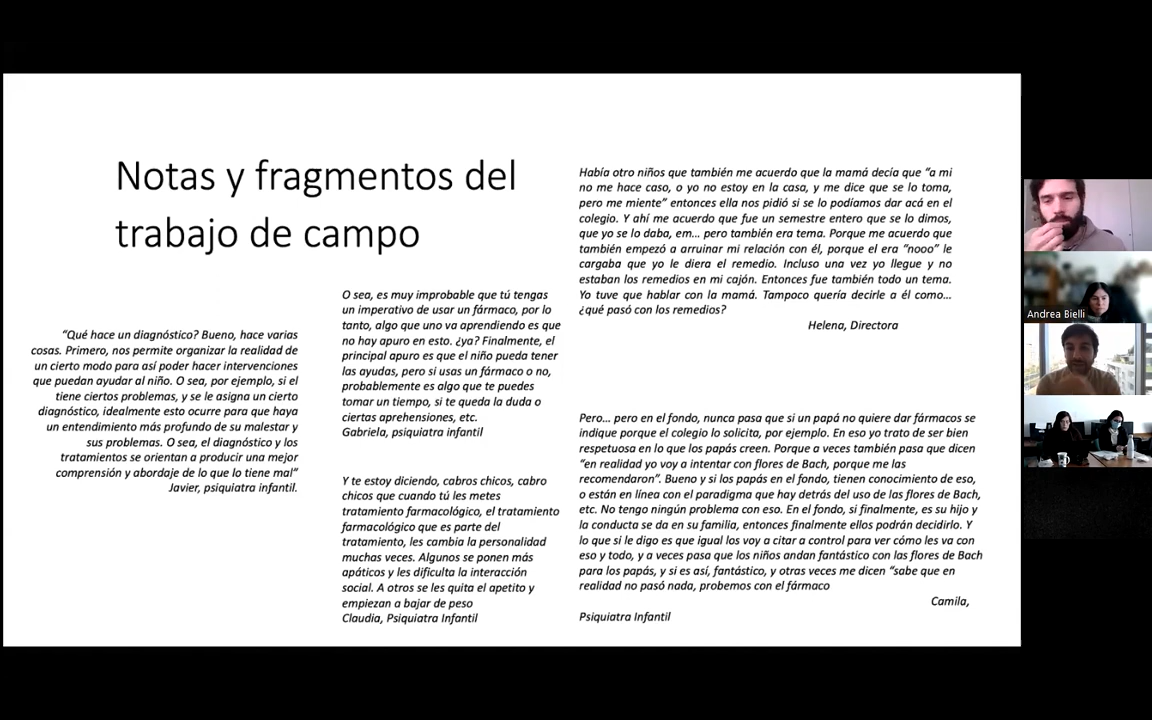 Notas y fragmentos del
trabajo de campo
“Qué hace un diagnóstico? Bueno, hace varias
cosas. Primero, nos permite organizar la realidad de
un cierto modo para así poder hacer intervenciones
que puedan ayudar al niño. O sea, por ejemplo, si el
tiene ciertos problemas, y se le asigna un cierto
diagnóstico, idealmente esto ocurre para que haya
un entendimiento más profundo de su malestar y
sus problemas. O sea, el diagnóstico y los
tratamientos se orientan a producir una mejor
comprensión y abordaje de lo que lo tiene mal”
Javier, psiquiatra infantil.
O sea, es muy improbable que tú tengas
un imperativo de usar un fármaco, por lo
tanto, algo que uno va aprendiendo es que
no hay apuro en esto. ¿ya? Finalmente, el
principal apuro es que el niño pueda tener
las ayudas, pero si usas un fármaco o no,
probablemente es algo que te puedes
tomar un tiempo, si te queda la duda o
ciertas aprehensiones, etc.
Gabriela, psiquiatra infantil
Y te estoy diciendo, cabros chicos, cabro
chicos que cuando tú les metes
tratamiento farmacológico, el tratamiento
farmacológico que es parte del
tratamiento, les cambia la personalidad
muchas veces. Algunos se ponen más
apáticos y les dificulta la interacción
social. A otros se les quita el apetito y
empiezan a bajar de peso
Claudia, Psiquiatra Infantil
Había otro niños que también me acuerdo que la mamá decía que “a mi
no me hace caso, o yo no estoy en la casa, y me dice que se lo toma,
pero me miente” entonces ella nos pidió si se lo podíamos dar acá en el
colegio. Y ahí me acuerdo que fue un semestre entero que se lo dimos,
que yo se lo daba, em… pero también era tema. Porque me acuerdo que
también empezó a arruinar mi relación con él, porque el era “nooo” le
cargaba que yo le diera el remedio. Incluso una vez yo llegue y no
estaban los remedios en mi cajón. Entonces fue también todo un tema.
Yo tuve que hablar con la mamá. Tampoco quería decirle a él como…
¿qué pasó con los remedios?
Helena, Directora
Pero… pero en el fondo, nunca pasa que si un papá no quiere dar fármacos se
indique porque el colegio lo solicita, por ejemplo. En eso yo trato de ser bien
respetuosa en lo que los papás creen. Porque a veces también pasa que dicen
“en realidad yo voy a intentar con flores de Bach, porque me las
recomendaron”. Bueno y si los papás en el fondo, tienen conocimiento de eso,
o están en línea con el paradigma que hay detrás del uso de las flores de Bach,
etc. No tengo ningún problema con eso. En el fondo, si finalmente, es su hijo y
la conducta se da en su familia, entonces finalmente ellos podrán decidirlo. Y
lo que si le digo es que igual los voy a citar a control para ver cómo les va con
eso y todo, y a veces pasa que los niños andan fantástico con las flores de Bach
para los papás, y si es así, fantástico, y otras veces me dicen “sabe que en
realidad no pasó nada, probemos con el fármaco
Camila,
Psiquiatra Infantil
Andrea Bielli